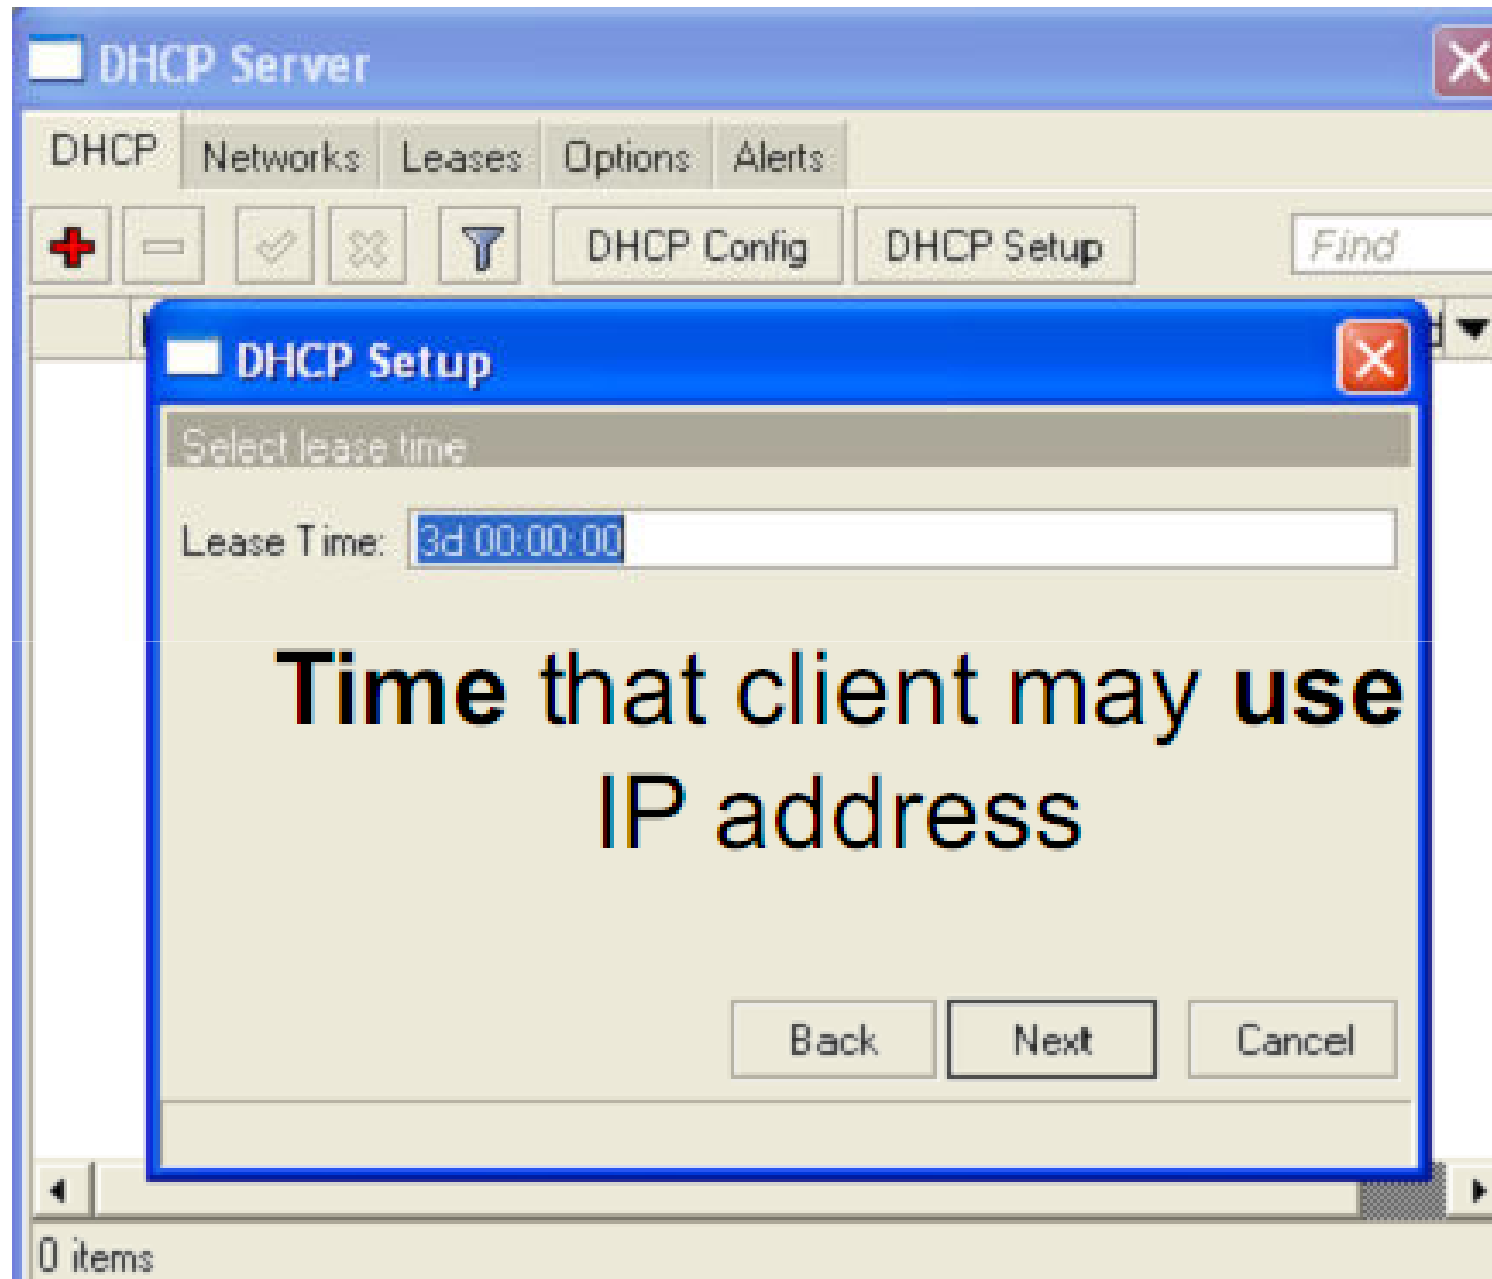 DHCP Server
DHCP Networks Leases Options Alerts
DHCP Config DHCP Setup Find
DHCP Setup
Select lease time
Lease Time: 3d 00:00:00
Time that client may use
IP address
Back Next Cancel
0 items